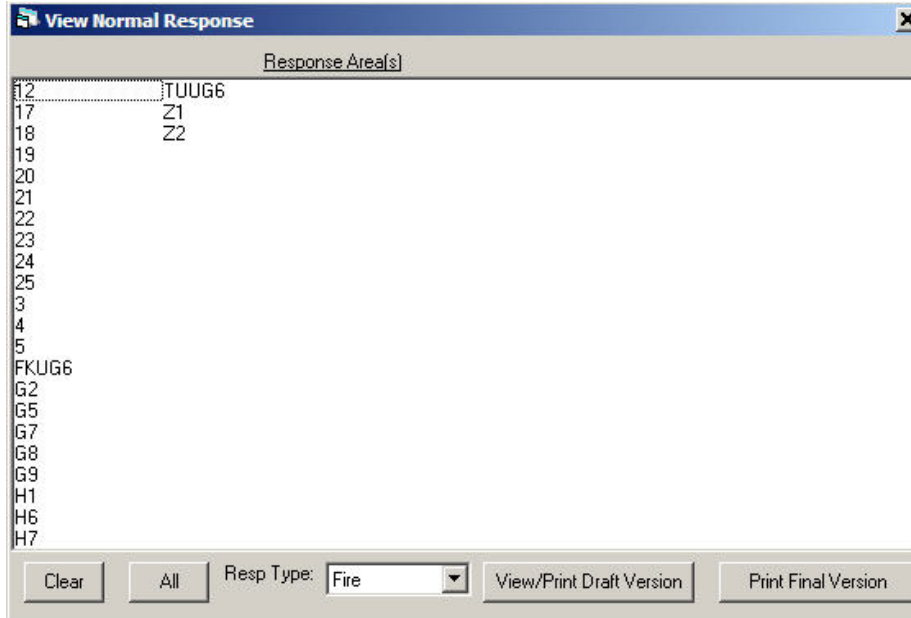 View Normal Response
Response Area(s)
12 TUUG6
17 Z1
18 Z2
19
20
21
22
23
24
25
3
4
5
FKUG6
G2
G5
G7
G8
G9
H1
H6
H7
Clear All Resp Type: Fire View/Print Draft Version Print Final Version